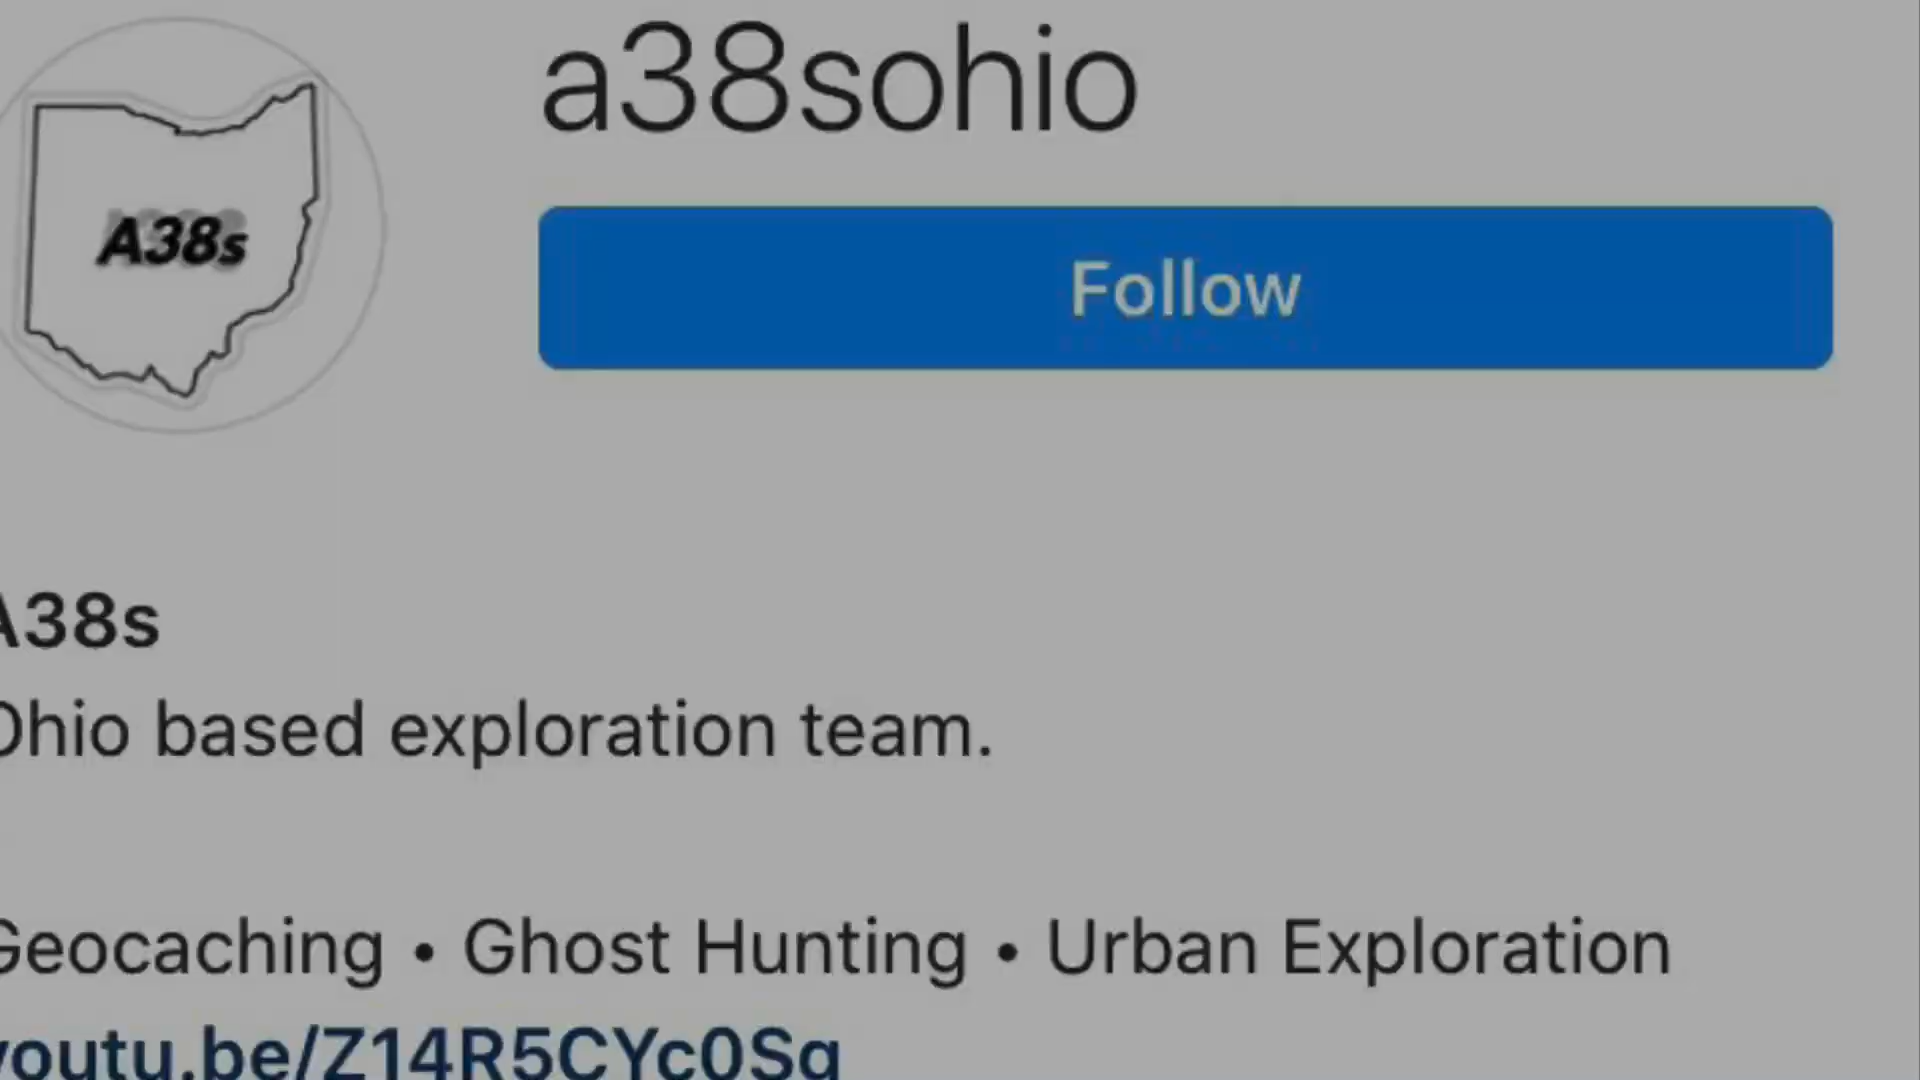 a38sohio
A38s
Follow
A38s
Ohio based exploration team.
Geocaching • Ghost Hunting • Urban Exploration
youtu.be/Z14R5CYc0Sg